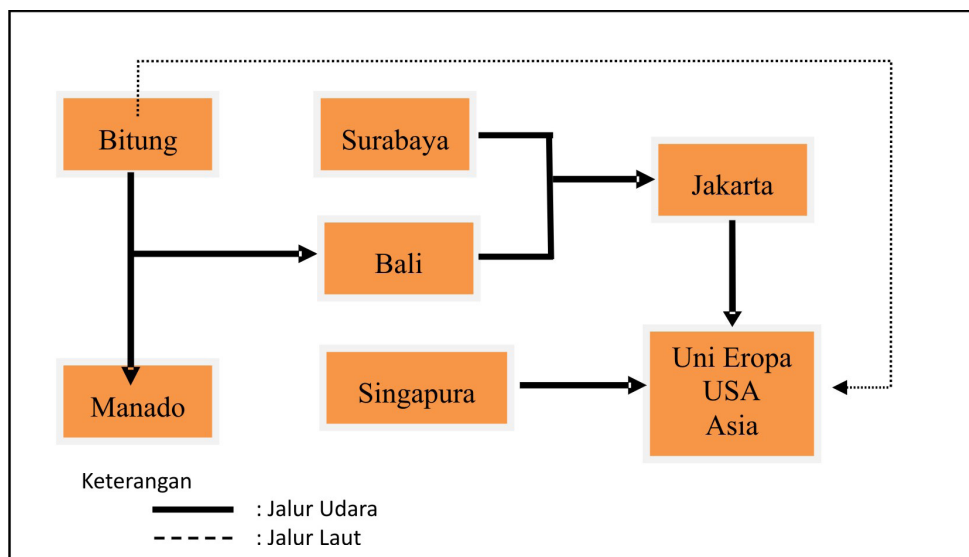 Bitung
Surabaya
Jakarta
Bali
Manado
Singapura
Uni Eropa
USA
Asia
Keterangan
: Jalur Udara
: Jalur Laut